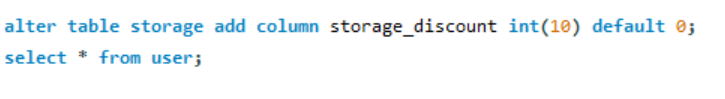 alter table storage add column storage_discount int(10) default 0;
select * from user;